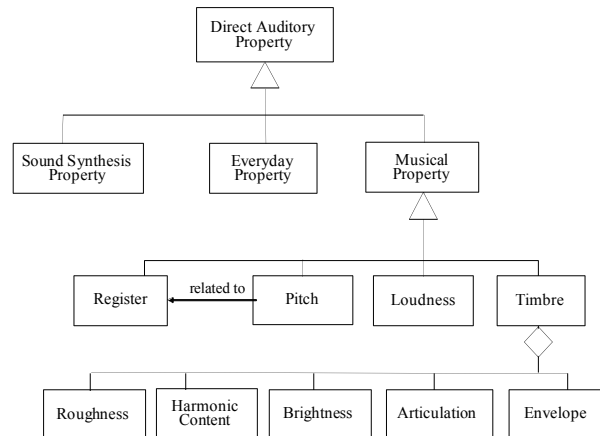 Direct Auditory
Property
Sound Synthesis
Property
Everyday
Property
Musical
Property
Register
related to
Pitch
Loudness
Timbre
Roughness
Harmonic
Content
Brightness
Articulation
Envelope